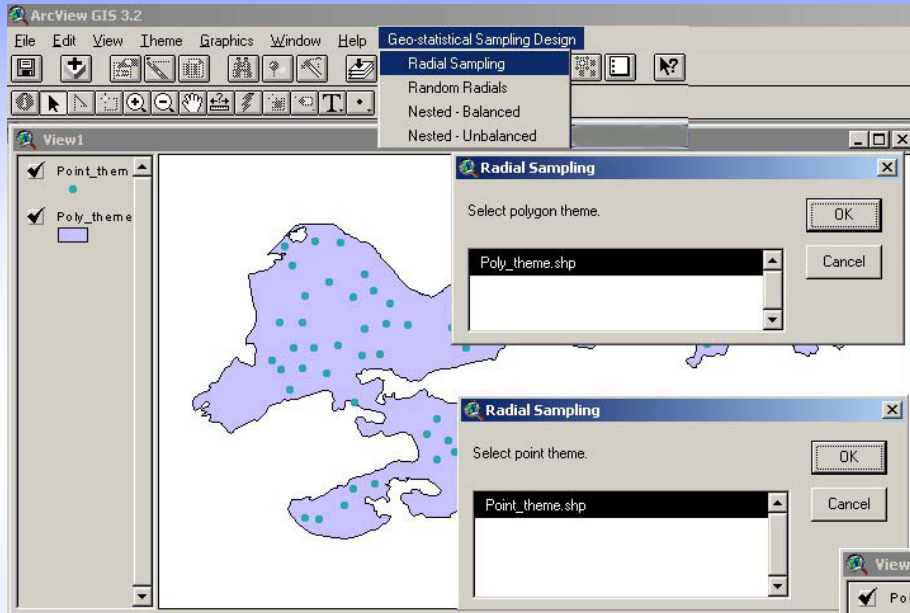 ArcView GIS 3.2
File Edit View Theme Graphics Window Help Geo-statistical Sampling Design
Radial Sampling
Random Radials
Nested - Balanced
Nested - Unbalanced
View1
Point_them
Poly_theme
Radial Sampling
Select polygon theme.
OK
Cancel
Poly_theme.shp
Radial Sampling
Select point theme.
OK
Cancel
Point_theme.shp
View
Po